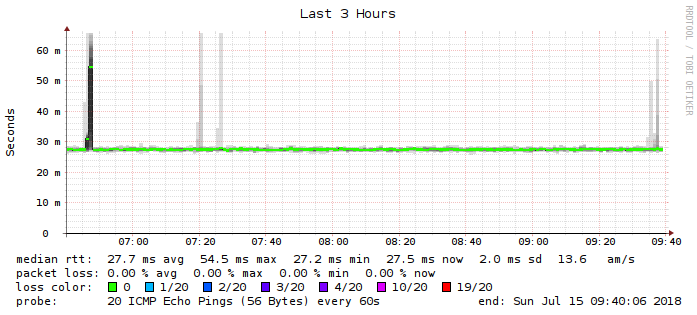 Last 3 Hours
RRDTOOL / TOBI OETIKER
Seconds
60 m
50 m
40 m
30 m
20 m
10 m
0
07:00 07:20 07:40 08:00 08:20 08:40 09:00 09:20 09:40
median rtt: 27.7 ms avg 54.5 ms max 27.2 ms min 27.5 ms now 2.0 ms sd 13.6 am/s
packet loss: 0.00 % avg 0.00 % max 0.00 % min 0.00 % now
loss color: 0 1/20 2/20 3/20 4/20 10/20 19/20
probe: 20 ICMP Echo Pings (56 Bytes) every 60s end: Sun Jul 15 09:40:06 2018